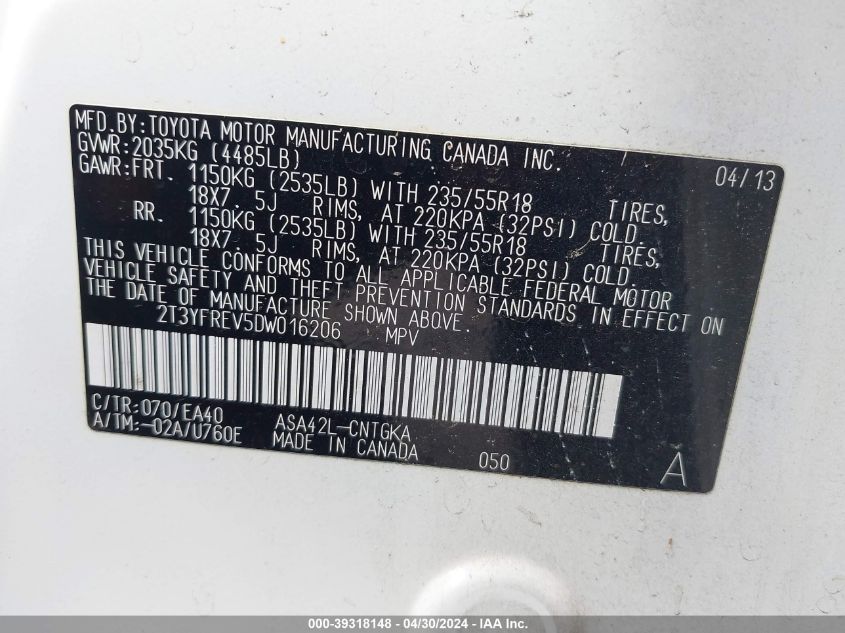 MFD.BY:TOYOTA MOTOR MANUFACTURING CANADA INC.
GVWR:2035KG (4485LB) 04/13
GAWR:FRT. 1150KG (2535LB) WITH 235/55R18 TIRES,
18X7. 5J RIMS, AT 220KPA (32PSI) COLD.
RR. 1150KG (2535LB) WITH 235/55R18 TIRES,
18X7. 5J RIMS, AT 220KPA (32PSI) COLD.
THIS VEHICLE CONFORMS TO ALL APPLICABLE FEDERAL MOTOR
VEHICLE SAFETY AND THEFT PREVENTION STANDARDS IN EFFECT ON
THE DATE OF MANUFACTURE SHOWN ABOVE.
2T3YFREV5DW016206 MPV
C/TR:070/EA40 ASA42L-CNTGKA
A/TM:-02A/U760E MADE IN CANADA 050 A
000-39318148 - 04/30/2024 - IAA Inc.